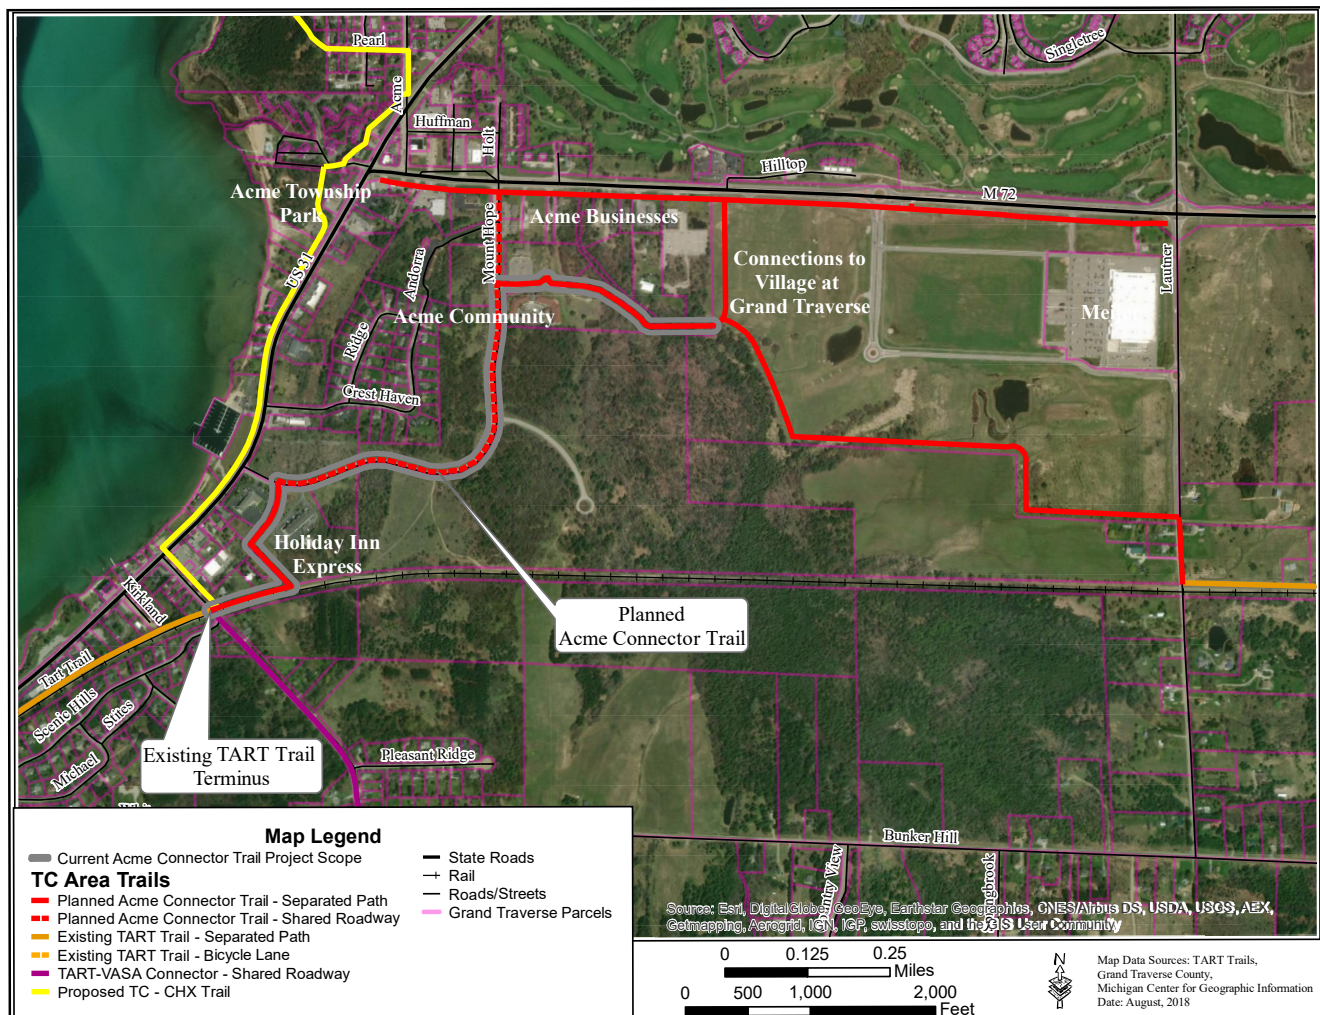 Pearl
Singletree
Acme
Huffman
Holt
Hilltop
Acme Township
Park
M 72
Acme Businesses
Mount Hope
US 31
Andorra
Connections to
Village at
Grand Traverse
Lautner
Acme Community
Ridge
Crest Haven
Holiday Inn
Express
Kirkland
Planned
Acme Connector Trail
Tart Trail
Scenic Hills
Stites
Michael
Existing TART Trail
Terminus
Pleasant Ridge
Bunker Hill
Source: Esri, DigitalGlobe, GeoEye, Earthstar Geographics, CNES/Airbus DS, USDA, USGS, AEX,
Getmapping, Aerogrid, IGN, IGP, swisstopo, and the GIS User Community
Map Legend
Current Acme Connector Trail Project Scope
TC Area Trails
Planned Acme Connector Trail - Separated Path
Planned Acme Connector Trail - Shared Roadway
Existing TART Trail - Separated Path
Existing TART Trail - Bicycle Lane
TART-VASA Connector - Shared Roadway
Proposed TC - CHX Trail
State Roads
Rail
Roads/Streets
Grand Traverse Parcels
0 0.125 0.25
Miles
0 500 1,000 2,000
Feet
N
Map Data Sources: TART Trails,
Grand Traverse County,
Michigan Center for Geographic Information
Date: August, 2018